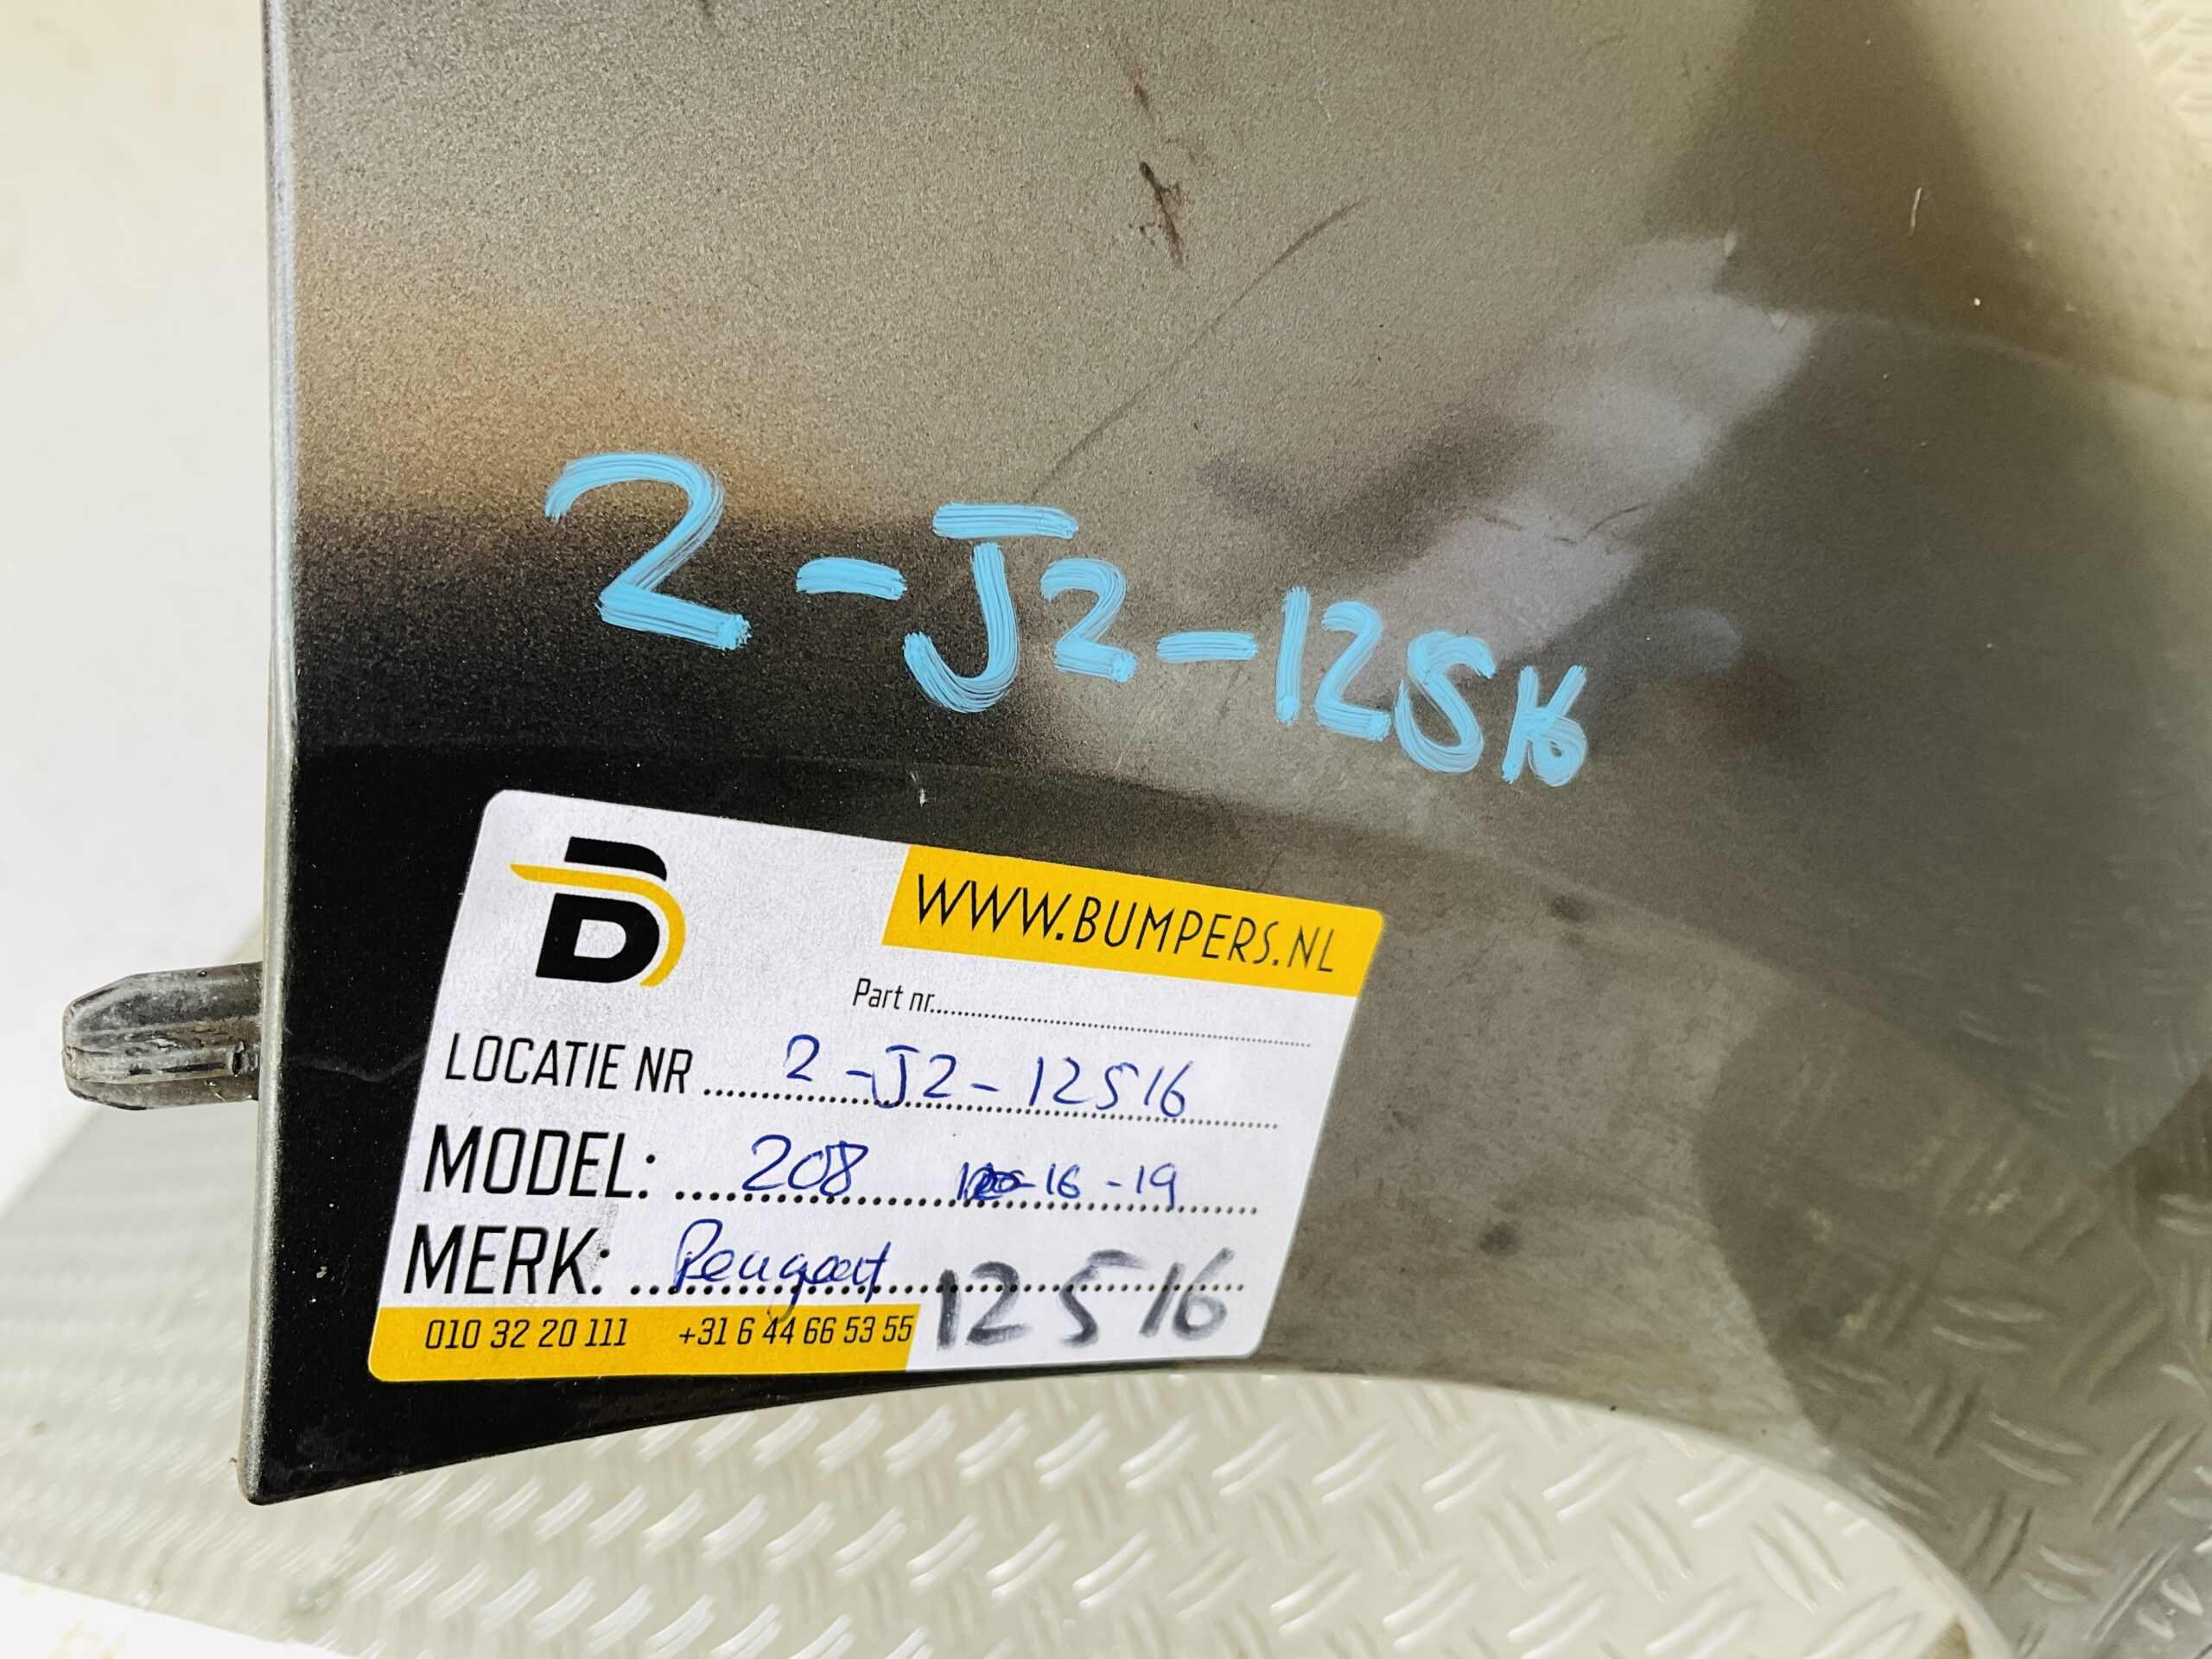 2-J2-12516
B
WWW.BUMPERS.NL
Part nr.....
LOCATIE NR ..... 2-J2-12516
MODEL: ..... 208 16-19
MERK: ..... Peugeot
12516
010 32 20 111 +31 6 44 66 53 55